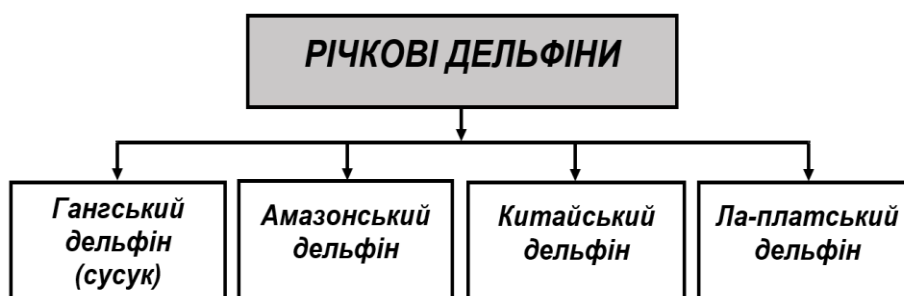 РІЧКОВІ ДЕЛЬФІНИ
Гангський
дельфін
(сусук)
Амазонський
дельфін
Китайський
дельфін
Ла-платський
дельфін